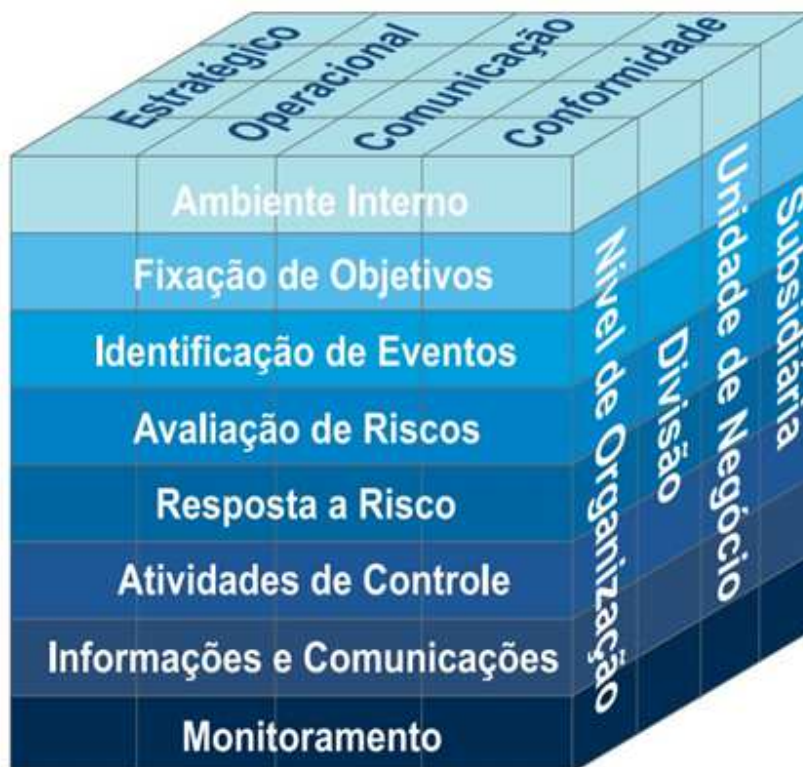 Estratégico
Operacional
Comunicação
Conformidade
Ambiente Interno
Fixação de Objetivos
Identificação de Eventos
Avaliação de Riscos
Resposta a Risco
Atividades de Controle
Informações e Comunicações
Monitoramento
Nível de Organização
Divisão
Unidade de Negócio
Subsidiária